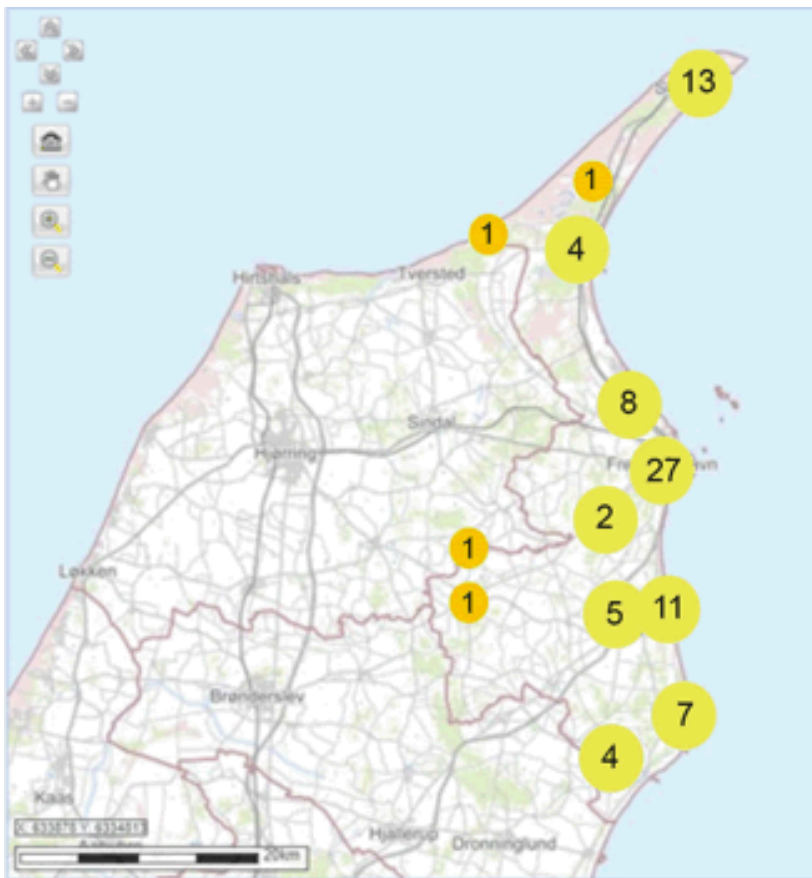 13
1
1
4
Hirtshals
Tversted
8
Sindal
Hjørring
27
2
1
Løkken
1
5
11
Brønderslev
7
4
Kaas
Hjallerup
Dronninglund
20km